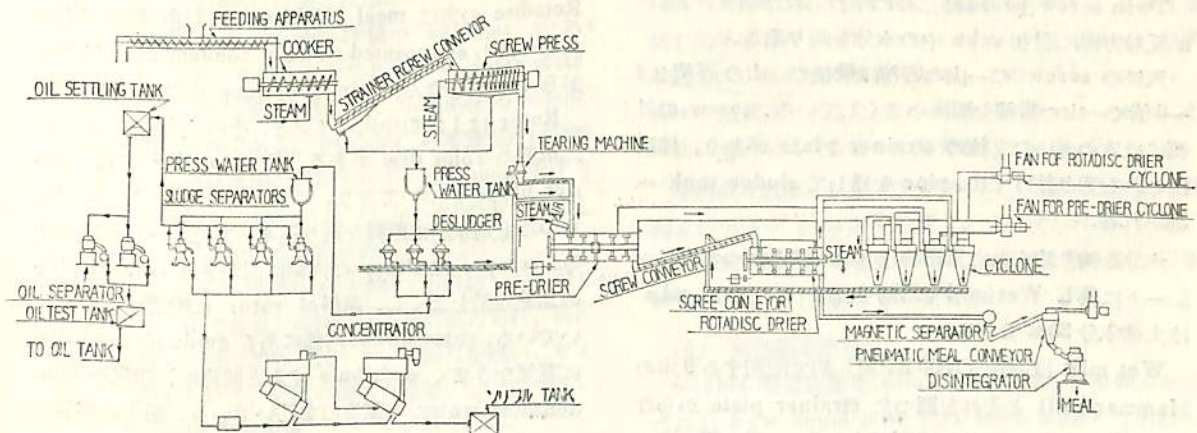 FEEDING APPARATUS
COOKER
SCREW PRESS
STRAINER SCREW CONVEYOR
OIL SETTLING TANK
STEAM
STEAM
TEARING MACHINE
PRESS WATER TANK
PRESS
WATER TANK
FAN FOR ROTADISC DRIER
CYCLONE
SLUDGE SEPARATORS
STEAM
FAN FOR PRE-DRIER CYCLONE
DESLUDGER
STEAM
SCREW CONVEYOR
CYCLONE
OIL SEPARATOR
PRE-DRIER
SCREE CON EYOR
OIL TEST TANK
ROTADISC DRIER
CONCENTRATOR
MAGNETIC SEPARATOR
TO OIL TANK
PNEUMATIC MEAL CONVEYOR
DISINTEGRATOR
ソリブル TANK
MEAL